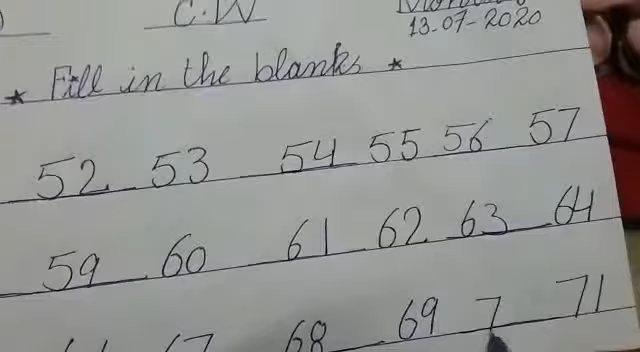 C.W
13.07-2020
* Fill in the blanks *
52 53 54 55 56 57
59 60 61 62 63 64
67 68 69 7 71